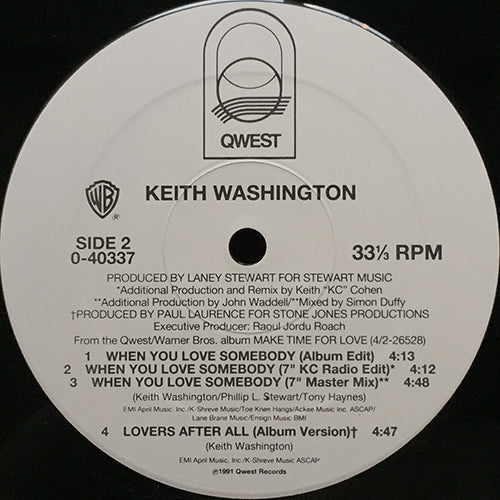 QWEST
KEITH WASHINGTON
WB
®
SIDE 2
0-40337
33⅓ RPM
PRODUCED BY LANEY STEWART FOR STEWART MUSIC
*Additional Production and Remix by Keith "KC" Cohen
**Additional Production by John Waddell/**Mixed by Simon Duffy
†PRODUCED BY PAUL LAURENCE FOR STONE JONES PRODUCTIONS
Executive Producer: Raoul Jördu Roach
From the Qwest/Warner Bros. album MAKE TIME FOR LOVE (4/2-26528)
1 WHEN YOU LOVE SOMEBODY (Album Edit) 4:13
2 WHEN YOU LOVE SOMEBODY (7" KC Radio Edit)* 4:12
3 WHEN YOU LOVE SOMEBODY (7" Master Mix)** 4:48
(Keith Washington/Phillip L. Stewart/Tony Haynes)
EMI April Music, Inc./K-Shreve Music/Toe Knee Hangs/Ackee Music Inc. ASCAP/
Lane Brane Music/Ensign Music BMI
4 LOVERS AFTER ALL (Album Version)† 4:47
(Keith Washington)
EMI April Music, Inc./K-Shreve Music ASCAP
℗1991 Qwest Records